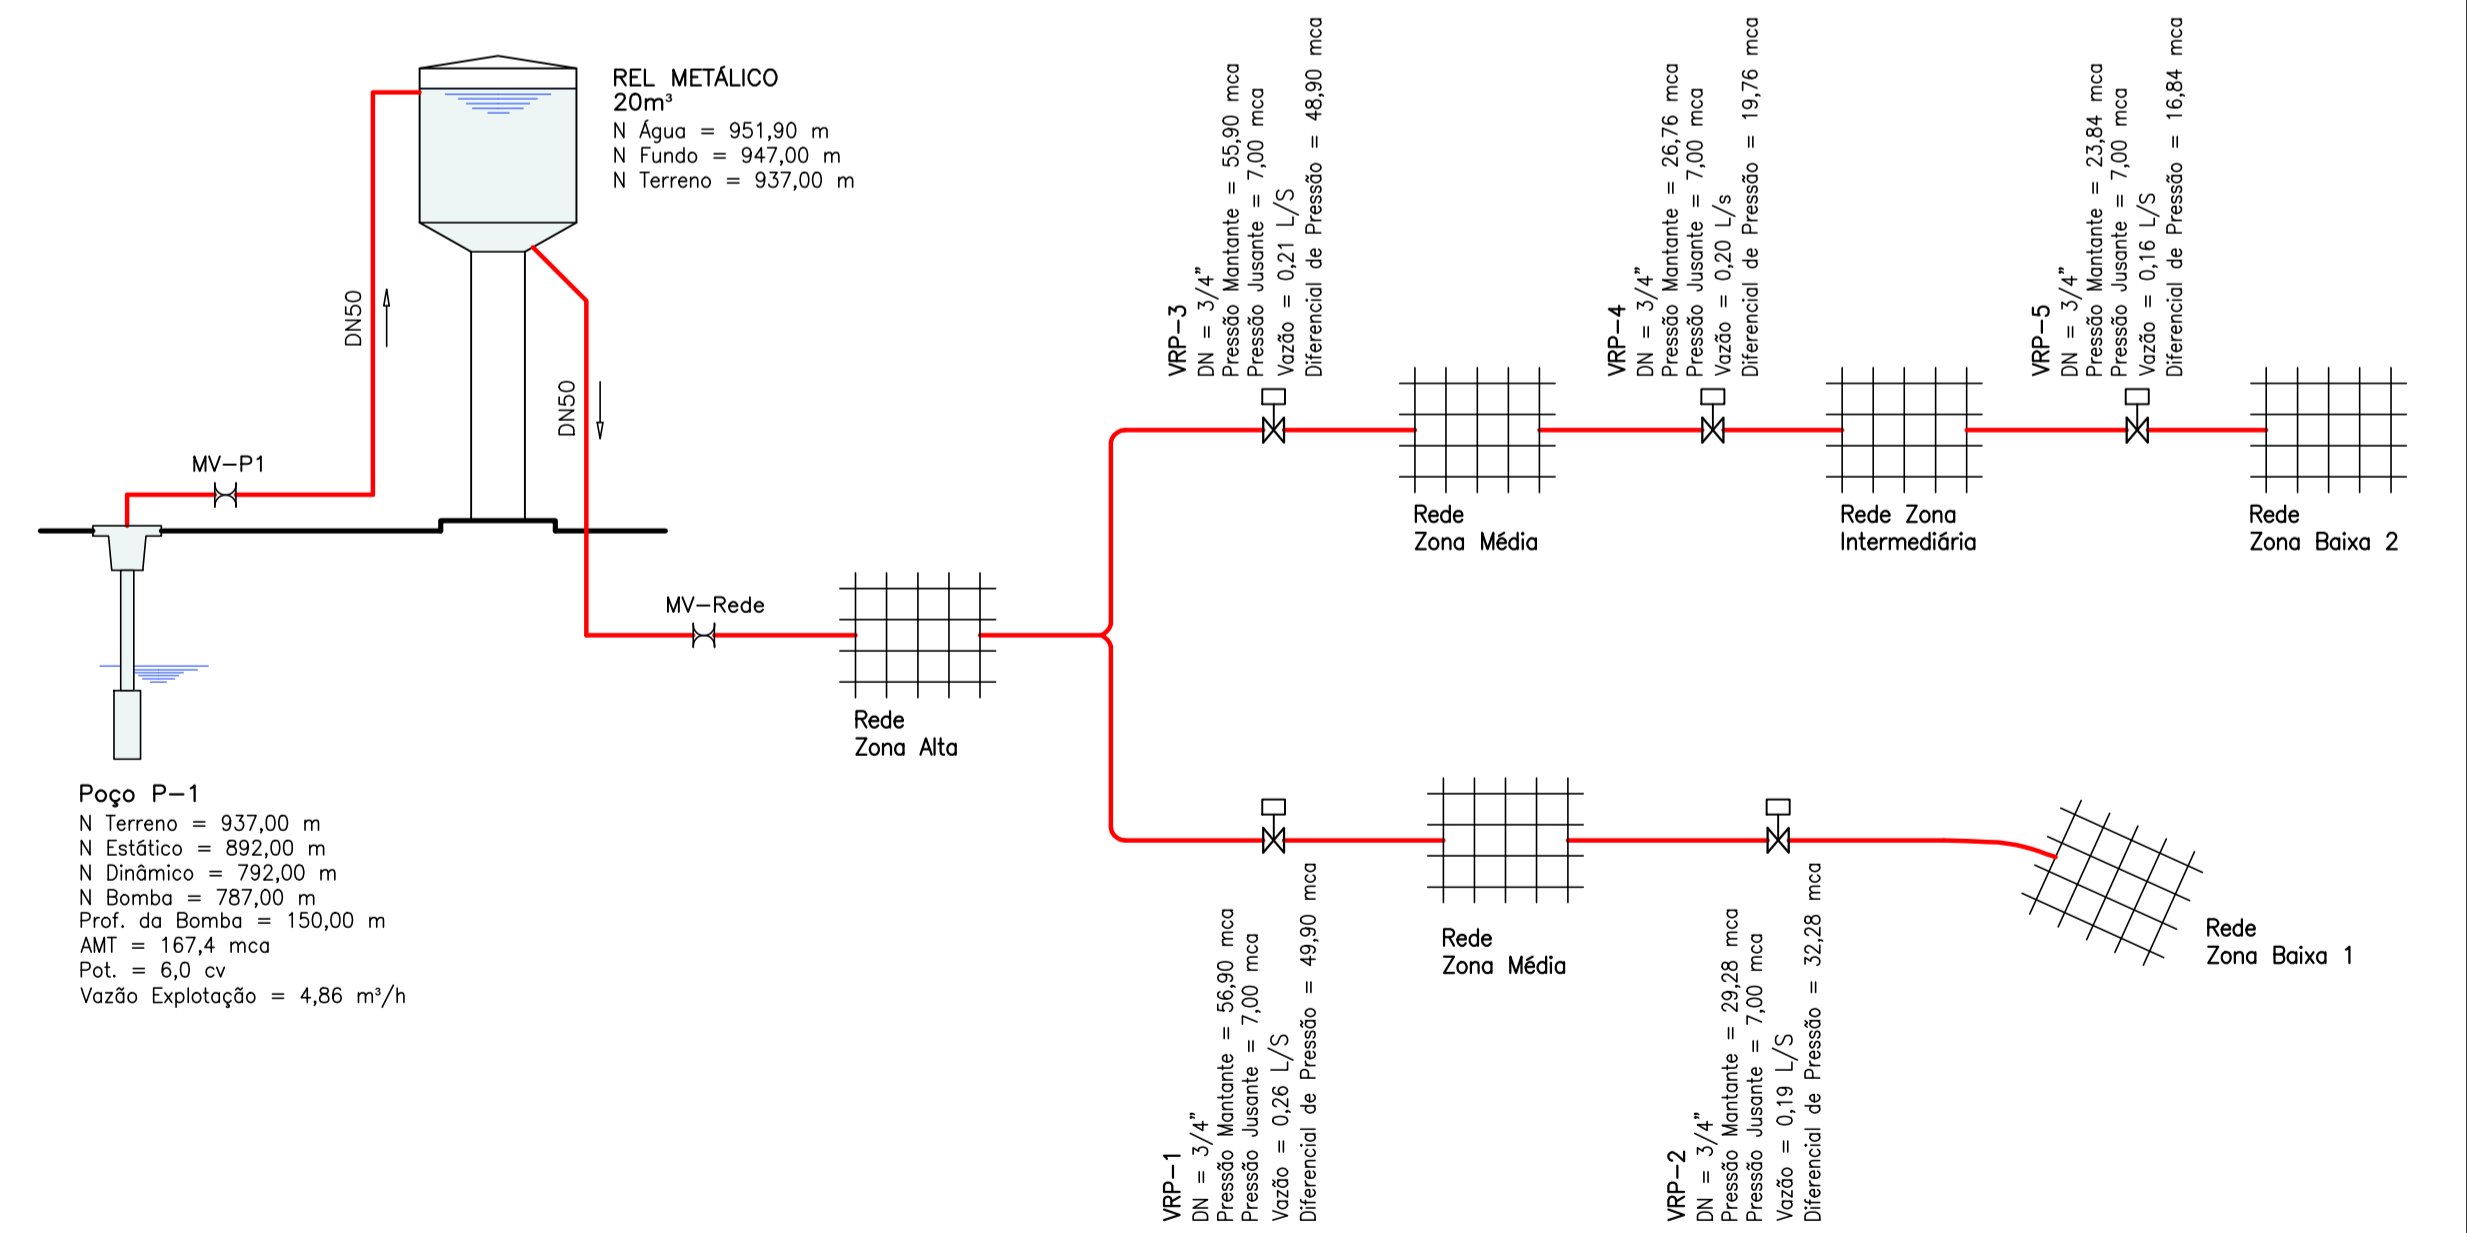 REL METÁLICO
20m³
N Água = 951,90 m
N Fundo = 947,00 m
N Terreno = 937,00 m
DN50
DN50
MV-P1
MV-Rede
Poço P-1
N Terreno = 937,00 m
N Estático = 892,00 m
N Dinâmico = 792,00 m
N Bomba = 787,00 m
Prof. da Bomba = 150,00 m
AMT = 167,4 mca
Pot. = 6,0 cv
Vazão Explotação = 4,86 m³/h
Rede
Zona Alta
VRP-3
DN = 3/4"
Pressão Mantante = 55,90 mca
Pressão Jusante = 7,00 mca
Vazão = 0,21 L/S
Diferencial de Pressão = 48,90 mca
Rede
Zona Média
VRP-4
DN = 3/4"
Pressão Mantante = 26,76 mca
Pressão Jusante = 7,00 mca
Vazão = 0,20 L/s
Diferencial de Pressão = 19,76 mca
Rede Zona
Intermediária
VRP-5
DN = 3/4"
Pressão Mantante = 23,84 mca
Pressão Jusante = 7,00 mca
Vazão = 0,16 L/S
Diferencial de Pressão = 16,84 mca
Rede
Zona Baixa 2
VRP-1
DN = 3/4"
Pressão Mantante = 56,90 mca
Pressão Jusante = 7,00 mca
Vazão = 0,26 L/S
Diferencial de Pressão = 49,90 mca
Rede
Zona Média
VRP-2
DN = 3/4"
Pressão Mantante = 29,28 mca
Pressão Jusante = 7,00 mca
Vazão = 0,19 L/S
Diferencial de Pressão = 32,28 mca
Rede
Zona Baixa 1